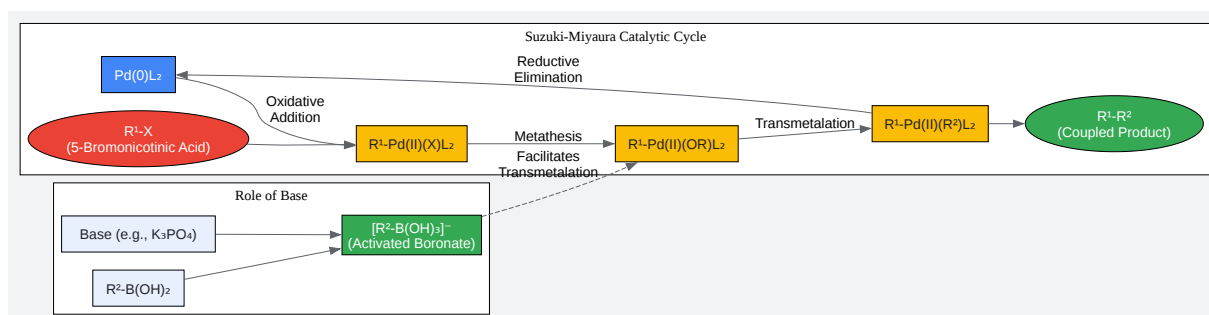 Suzuki-Miyaura Catalytic Cycle
Pd(0)L₂
Reductive
Elimination
Oxidative
Addition
R¹-X
(5-Bromonicotinic Acid)
R¹-Pd(II)(X)L₂
Metathesis
R¹-Pd(II)(OR)L₂
Transmetalation
R¹-Pd(II)(R²)L₂
R¹-R²
(Coupled Product)
Facilitates
Transmetalation
Role of Base
Base (e.g., K₃PO₄)
[R²-B(OH)₃]⁻
(Activated Boronate)
R²-B(OH)₂